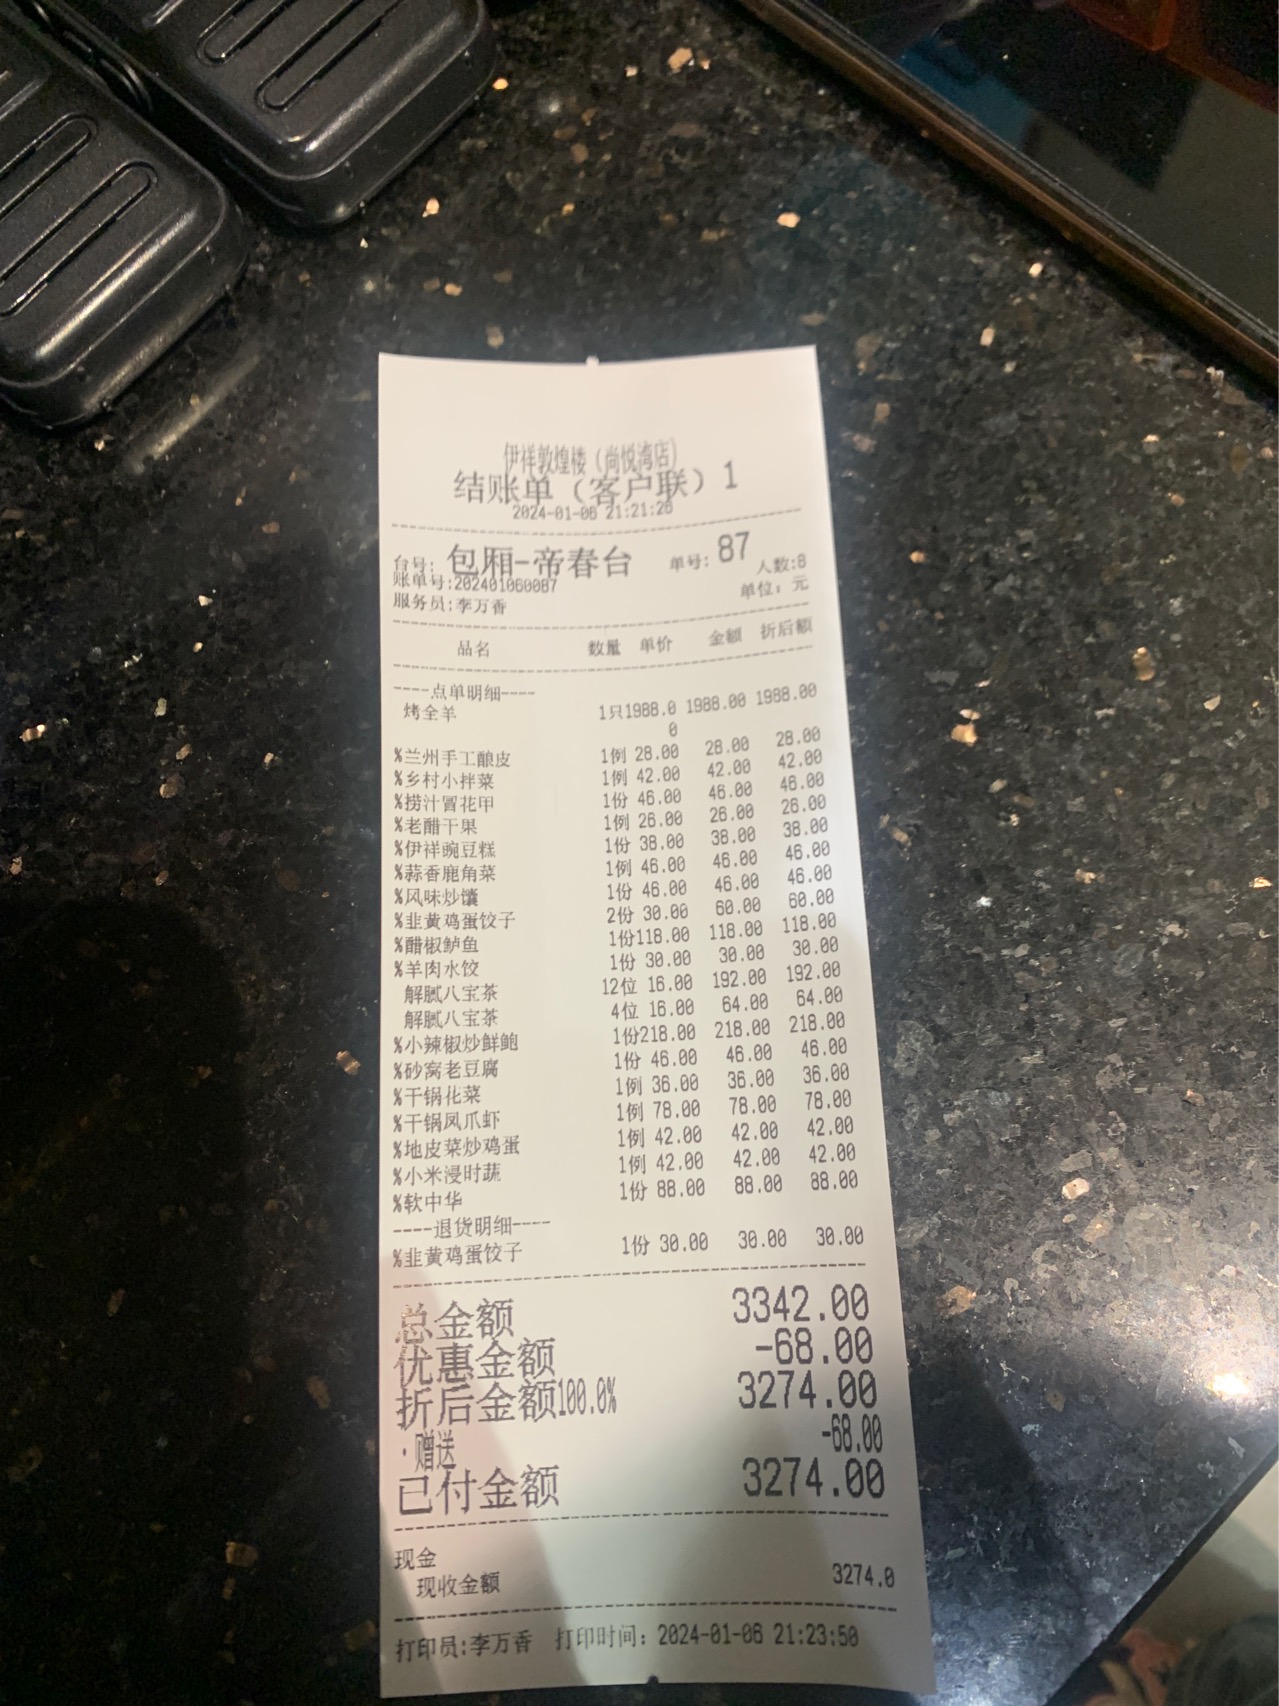 伊祥敦煌楼（尚悦湾店）
结账单（客户联）1
2024-01-06 21:21:26
台号: 包厢-帝春台 单号: 87 人数:8
账单号:202401060087 单位: 元
服务员:李万香
品名 数量 单价 金额 折后额
----点单明细----
烤全羊 1只1988.00 1988.00 1988.00
%兰州手工酿皮 1例 28.00 28.00 28.00
%乡村小拌菜 1例 42.00 42.00 42.00
%捞汁冒花甲 1份 46.00 46.00 46.00
%老醋干果 1例 26.00 26.00 26.00
%伊祥豌豆糕 1份 38.00 38.00 38.00
%蒜香鹿角菜 1例 46.00 46.00 46.00
%风味炒馕 1份 46.00 46.00 46.00
%韭黄鸡蛋饺子 2份 30.00 60.00 60.00
%醋椒鲈鱼 1份118.00 118.00 118.00
%羊肉水饺 1份 30.00 30.00 30.00
解腻八宝茶 12位 16.00 192.00 192.00
解腻八宝茶 4位 16.00 64.00 64.00
%小辣椒炒鲜鲍 1份218.00 218.00 218.00
%砂窝老豆腐 1份 46.00 46.00 46.00
%干锅花菜 1例 36.00 36.00 36.00
%干锅凤爪虾 1例 78.00 78.00 78.00
%地皮菜炒鸡蛋 1例 42.00 42.00 42.00
%小米浸时蔬 1例 42.00 42.00 42.00
%软中华 1份 88.00 88.00 88.00
----退货明细----
%韭黄鸡蛋饺子 1份 30.00 30.00 30.00
总金额 3342.00
优惠金额 -68.00
折后金额100.0% 3274.00
·赠送 -68.00
已付金额 3274.00
现金
现收金额 3274.0
打印员:李万香 打印时间: 2024-01-06 21:23:50